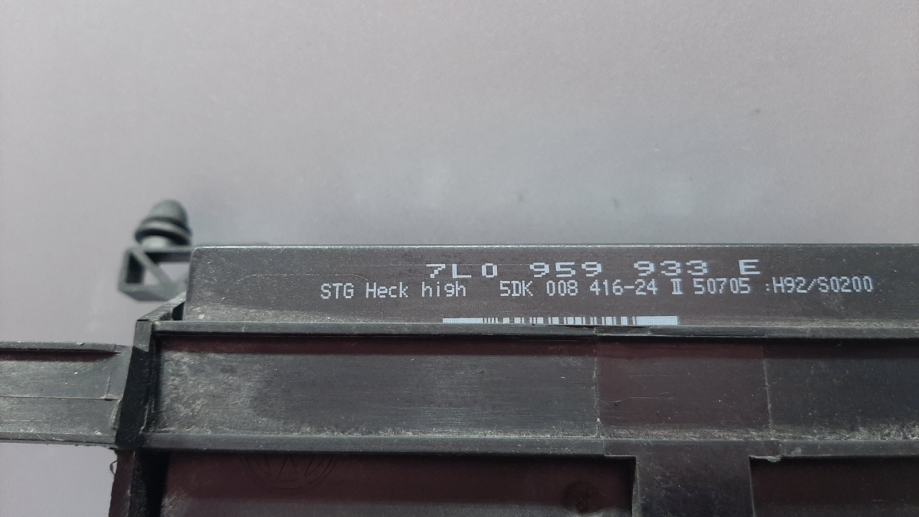 7L0 959 933 E
STG Heck high 5DK 008 416-24 II 50705 :H92/S0200